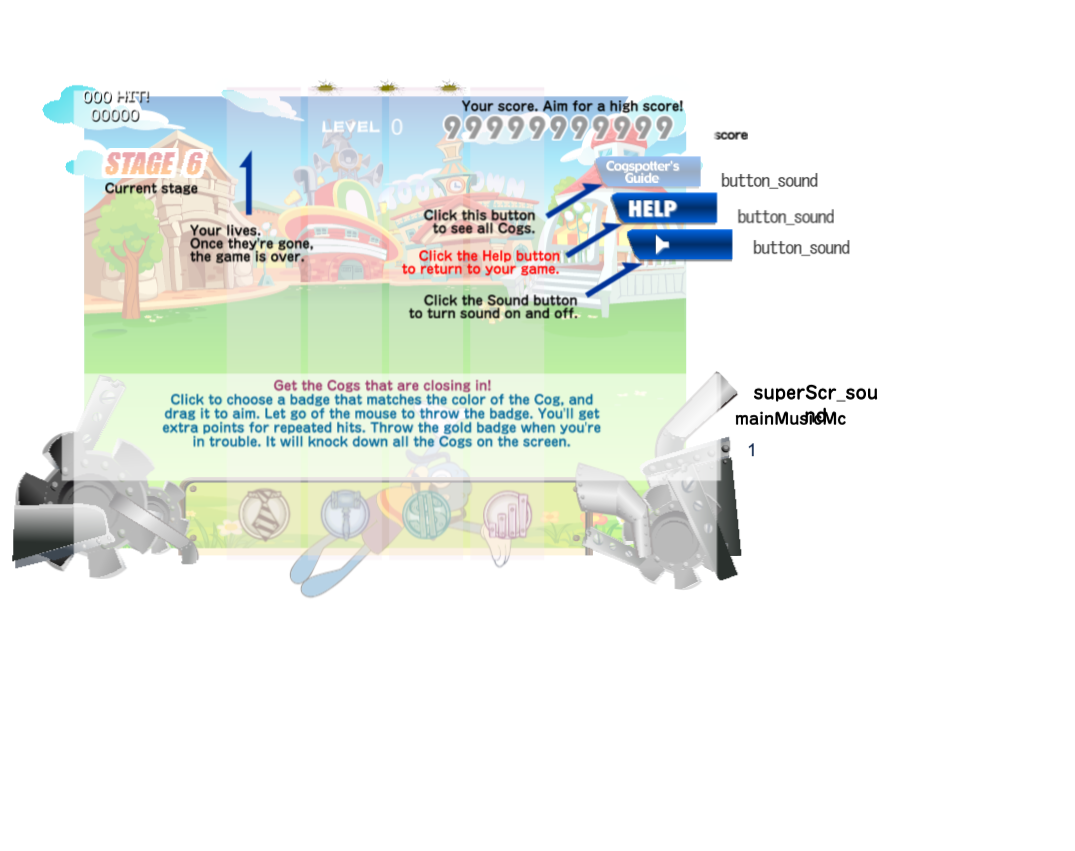 000 HIT!
00000
Your score. Aim for a high score!
LEVEL 0
99999999999
score
STAGE 6
Current stage
Cogspotter's
Guide
button_sound
HELP
button_sound
button_sound
Click this button
to see all Cogs.
Your lives.
Once they're gone,
the game is over.
Click the Help button
to return to your game.
Click the Sound button
to turn sound on and off.
Get the Cogs that are closing in!
Click to choose a badge that matches the color of the Cog, and
drag it to aim. Let go of the mouse to throw the badge. You'll get
extra points for repeated hits. Throw the gold badge when you're
in trouble. It will knock down all the Cogs on the screen.
superScr_sou
nd
mainMusicMc
1